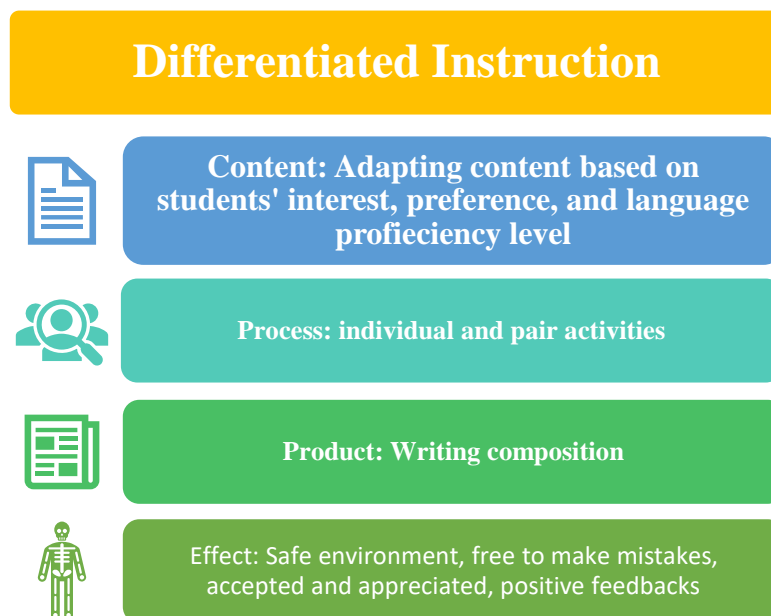 Differentiated Instruction
Content: Adapting content based on
students' interest, preference, and language
profieciency level
Process: individual and pair activities
Product: Writing composition
Effect: Safe environment, free to make mistakes,
accepted and appreciated, positive feedbacks